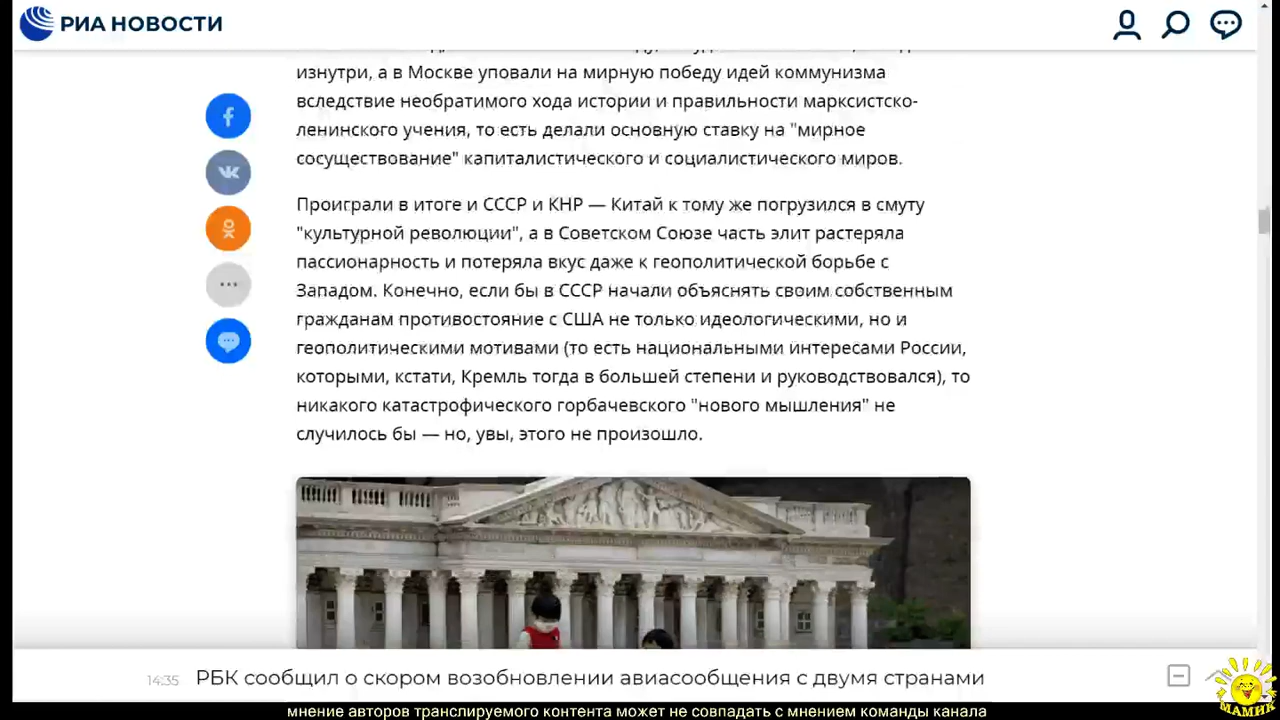 РИА НОВОСТИ
изнутри, а в Москве уповали на мирную победу идей коммунизма
вследствие необратимого хода истории и правильности марксистско-
ленинского учения, то есть делали основную ставку на "мирное
сосуществование" капиталистического и социалистического миров.
Проиграли в итоге и СССР и КНР — Китай к тому же погрузился в смуту
"культурной революции", а в Советском Союзе часть элит растеряла
пассионарность и потеряла вкус даже к геополитической борьбе с
Западом. Конечно, если бы в СССР начали объяснять своим собственным
гражданам противостояние с США не только идеологическими, но и
геополитическими мотивами (то есть национальными интересами России,
которыми, кстати, Кремль тогда в большей степени и руководствовался), то
никакого катастрофического горбачевского "нового мышления" не
случилось бы — но, увы, этого не произошло.
14:35 РБК сообщил о скором возобновлении авиасообщения с двумя странами
МАМИК
мнение авторов транслируемого контента может не совпадать с мнением команды канала